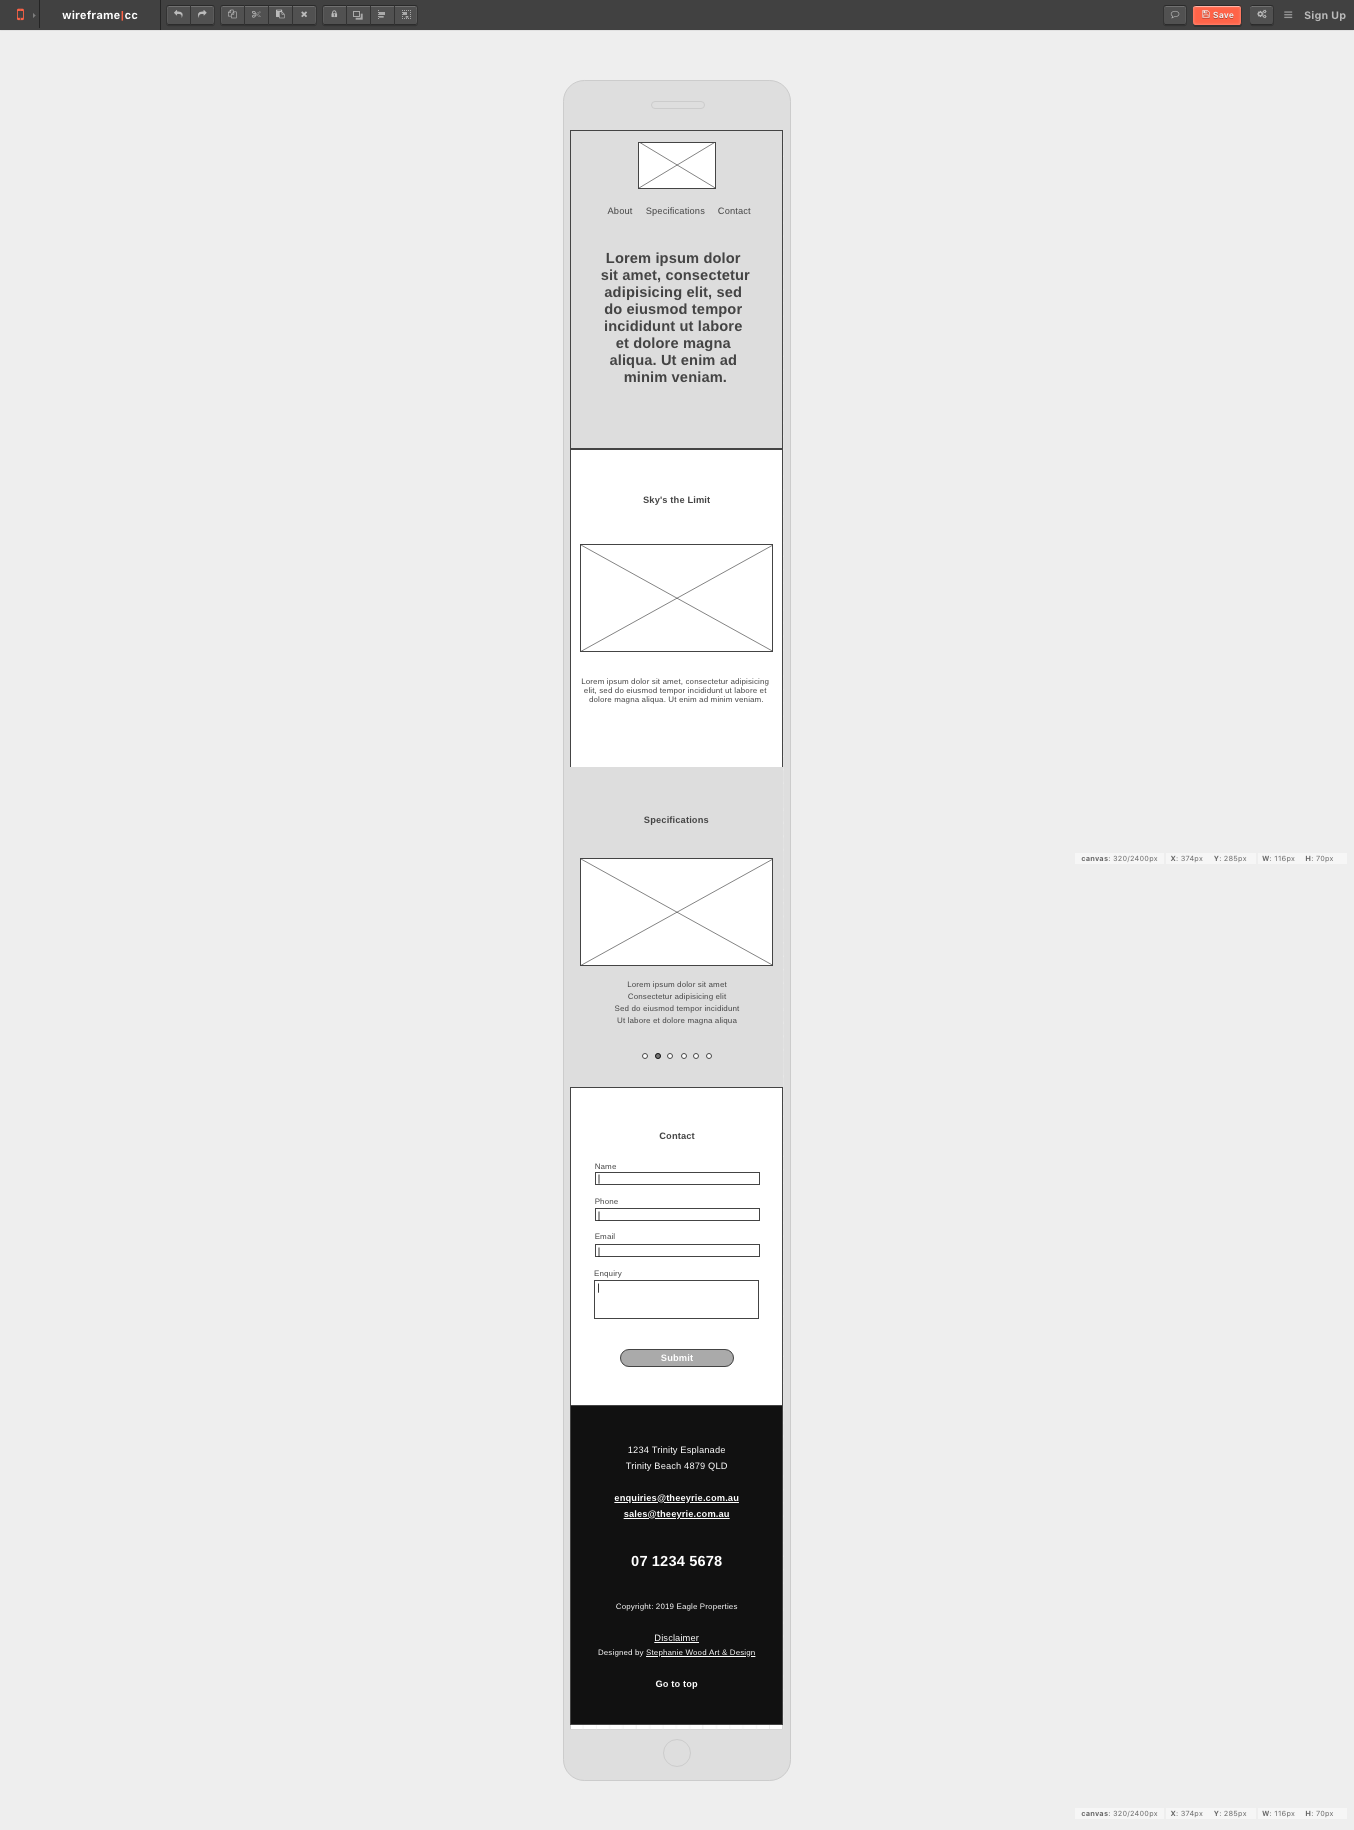 wireframe|cc
Save
Sign Up
About Specifications Contact
Lorem ipsum dolor
sit amet, consectetur
adipisicing elit, sed
do eiusmod tempor
incididunt ut labore
et dolore magna
aliqua. Ut enim ad
minim veniam.
Sky's the Limit
Lorem ipsum dolor sit amet, consectetur adipisicing
elit, sed do eiusmod tempor incididunt ut labore et
dolore magna aliqua. Ut enim ad minim veniam.
Specifications
canvas: 320/2400px X: 374px Y: 285px W: 116px H: 70px
Lorem ipsum dolor sit amet
Consectetur adipisicing elit
Sed do eiusmod tempor incididunt
Ut labore et dolore magna aliqua
Contact
Name
Phone
Email
Enquiry
Submit
1234 Trinity Esplanade
Trinity Beach 4879 QLD
enquiries@theeyrie.com.au
sales@theeyrie.com.au
07 1234 5678
Copyright: 2019 Eagle Properties
Disclaimer
Designed by Stephanie Wood Art & Design
Go to top
canvas: 320/2400px X: 374px Y: 285px W: 116px H: 70px